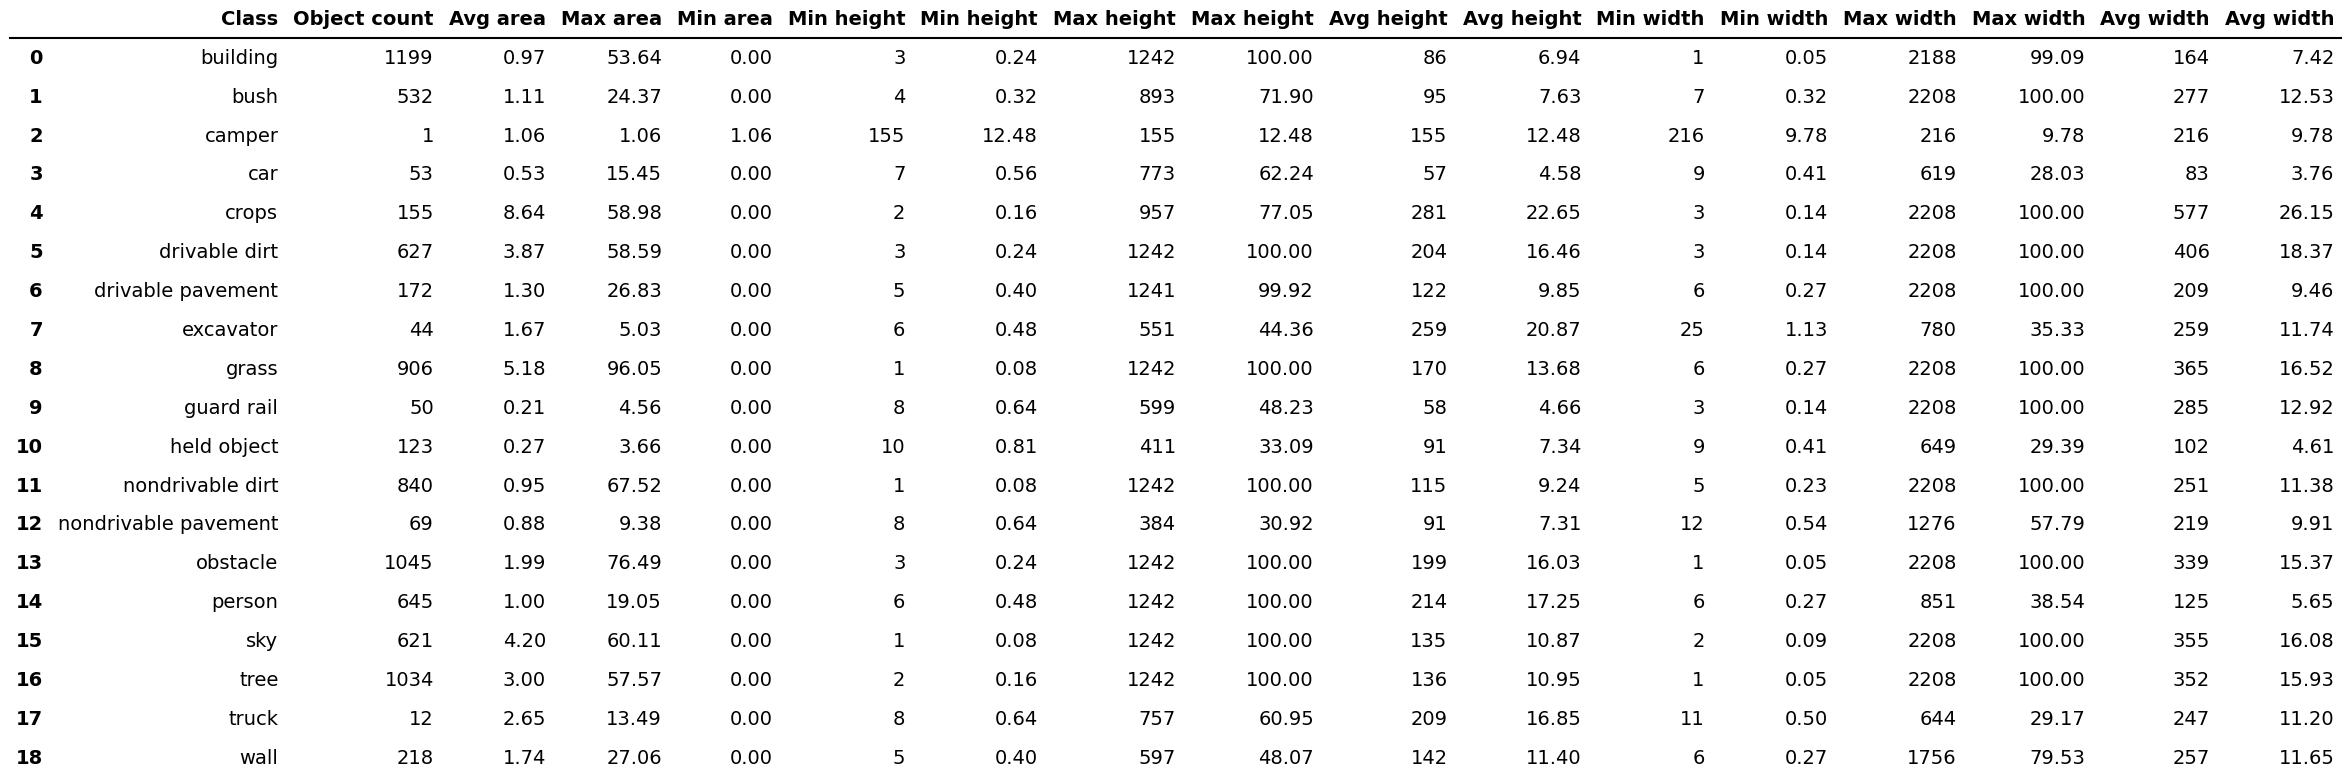 Class Object count Avg area Max area Min area Min height Min height Max height Max height Avg height Avg height Min width Min width Max width Max width Avg width Avg width
0 building 1199 0.97 53.64 0.00 3 0.24 1242 100.00 86 6.94 1 0.05 2188 99.09 164 7.42
1 bush 532 1.11 24.37 0.00 4 0.32 893 71.90 95 7.63 7 0.32 2208 100.00 277 12.53
2 camper 1 1.06 1.06 1.06 155 12.48 155 12.48 155 12.48 216 9.78 216 9.78 216 9.78
3 car 53 0.53 15.45 0.00 7 0.56 773 62.24 57 4.58 9 0.41 619 28.03 83 3.76
4 crops 155 8.64 58.98 0.00 2 0.16 957 77.05 281 22.65 3 0.14 2208 100.00 577 26.15
5 drivable dirt 627 3.87 58.59 0.00 3 0.24 1242 100.00 204 16.46 3 0.14 2208 100.00 406 18.37
6 drivable pavement 172 1.30 26.83 0.00 5 0.40 1241 99.92 122 9.85 6 0.27 2208 100.00 209 9.46
7 excavator 44 1.67 5.03 0.00 6 0.48 551 44.36 259 20.87 25 1.13 780 35.33 259 11.74
8 grass 906 5.18 96.05 0.00 1 0.08 1242 100.00 170 13.68 6 0.27 2208 100.00 365 16.52
9 guard rail 50 0.21 4.56 0.00 8 0.64 599 48.23 58 4.66 3 0.14 2208 100.00 285 12.92
10 held object 123 0.27 3.66 0.00 10 0.81 411 33.09 91 7.34 9 0.41 649 29.39 102 4.61
11 nondrivable dirt 840 0.95 67.52 0.00 1 0.08 1242 100.00 115 9.24 5 0.23 2208 100.00 251 11.38
12 nondrivable pavement 69 0.88 9.38 0.00 8 0.64 384 30.92 91 7.31 12 0.54 1276 57.79 219 9.91
13 obstacle 1045 1.99 76.49 0.00 3 0.24 1242 100.00 199 16.03 1 0.05 2208 100.00 339 15.37
14 person 645 1.00 19.05 0.00 6 0.48 1242 100.00 214 17.25 6 0.27 851 38.54 125 5.65
15 sky 621 4.20 60.11 0.00 1 0.08 1242 100.00 135 10.87 2 0.09 2208 100.00 355 16.08
16 tree 1034 3.00 57.57 0.00 2 0.16 1242 100.00 136 10.95 1 0.05 2208 100.00 352 15.93
17 truck 12 2.65 13.49 0.00 8 0.64 757 60.95 209 16.85 11 0.50 644 29.17 247 11.20
18 wall 218 1.74 27.06 0.00 5 0.40 597 48.07 142 11.40 6 0.27 1756 79.53 257 11.65